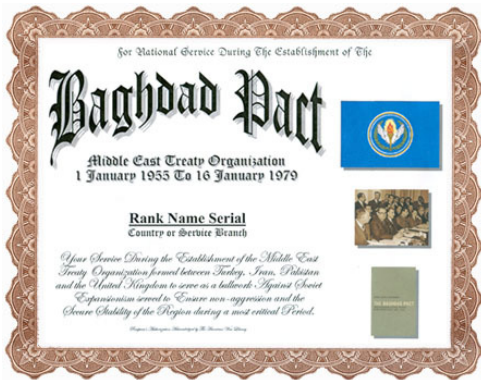 For National Service During The Establishment of The
Baghdad Pact
Middle East Treaty Organization
1 January 1955 To 16 January 1979
Rank Name Serial
Country or Service Branch
Your Service During the Establishment of the Middle East
Treaty Organization formed between Turkey, Iran, Pakistan
and the United Kingdom to serve as a bullwork Against Soviet
Expansionism served to Ensure non-aggression and the
Secure Stability of the Region during a most critical Period.
THE BAGHDAD PACT